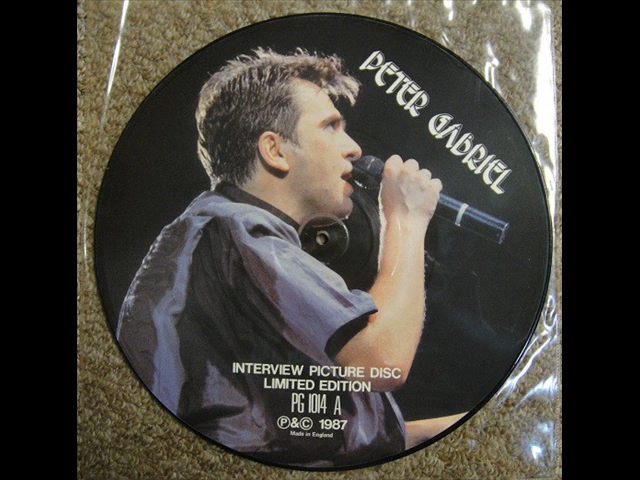 PETER GABRIEL
INTERVIEW PICTURE DISC
LIMITED EDITION
PG 1014 A
Ⓟ&© 1987
Made in England